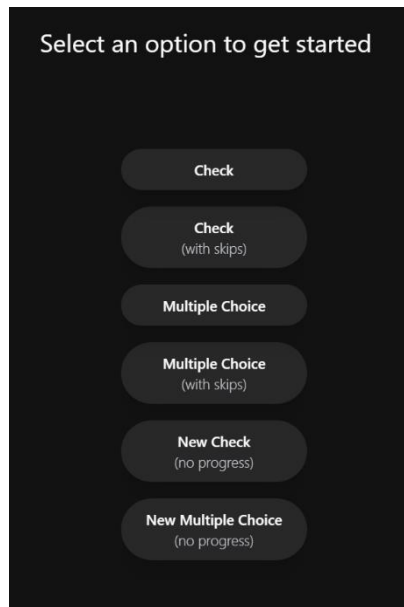 Select an option to get started
Check
Check
(with skips)
Multiple Choice
Multiple Choice
(with skips)
New Check
(no progress)
New Multiple Choice
(no progress)